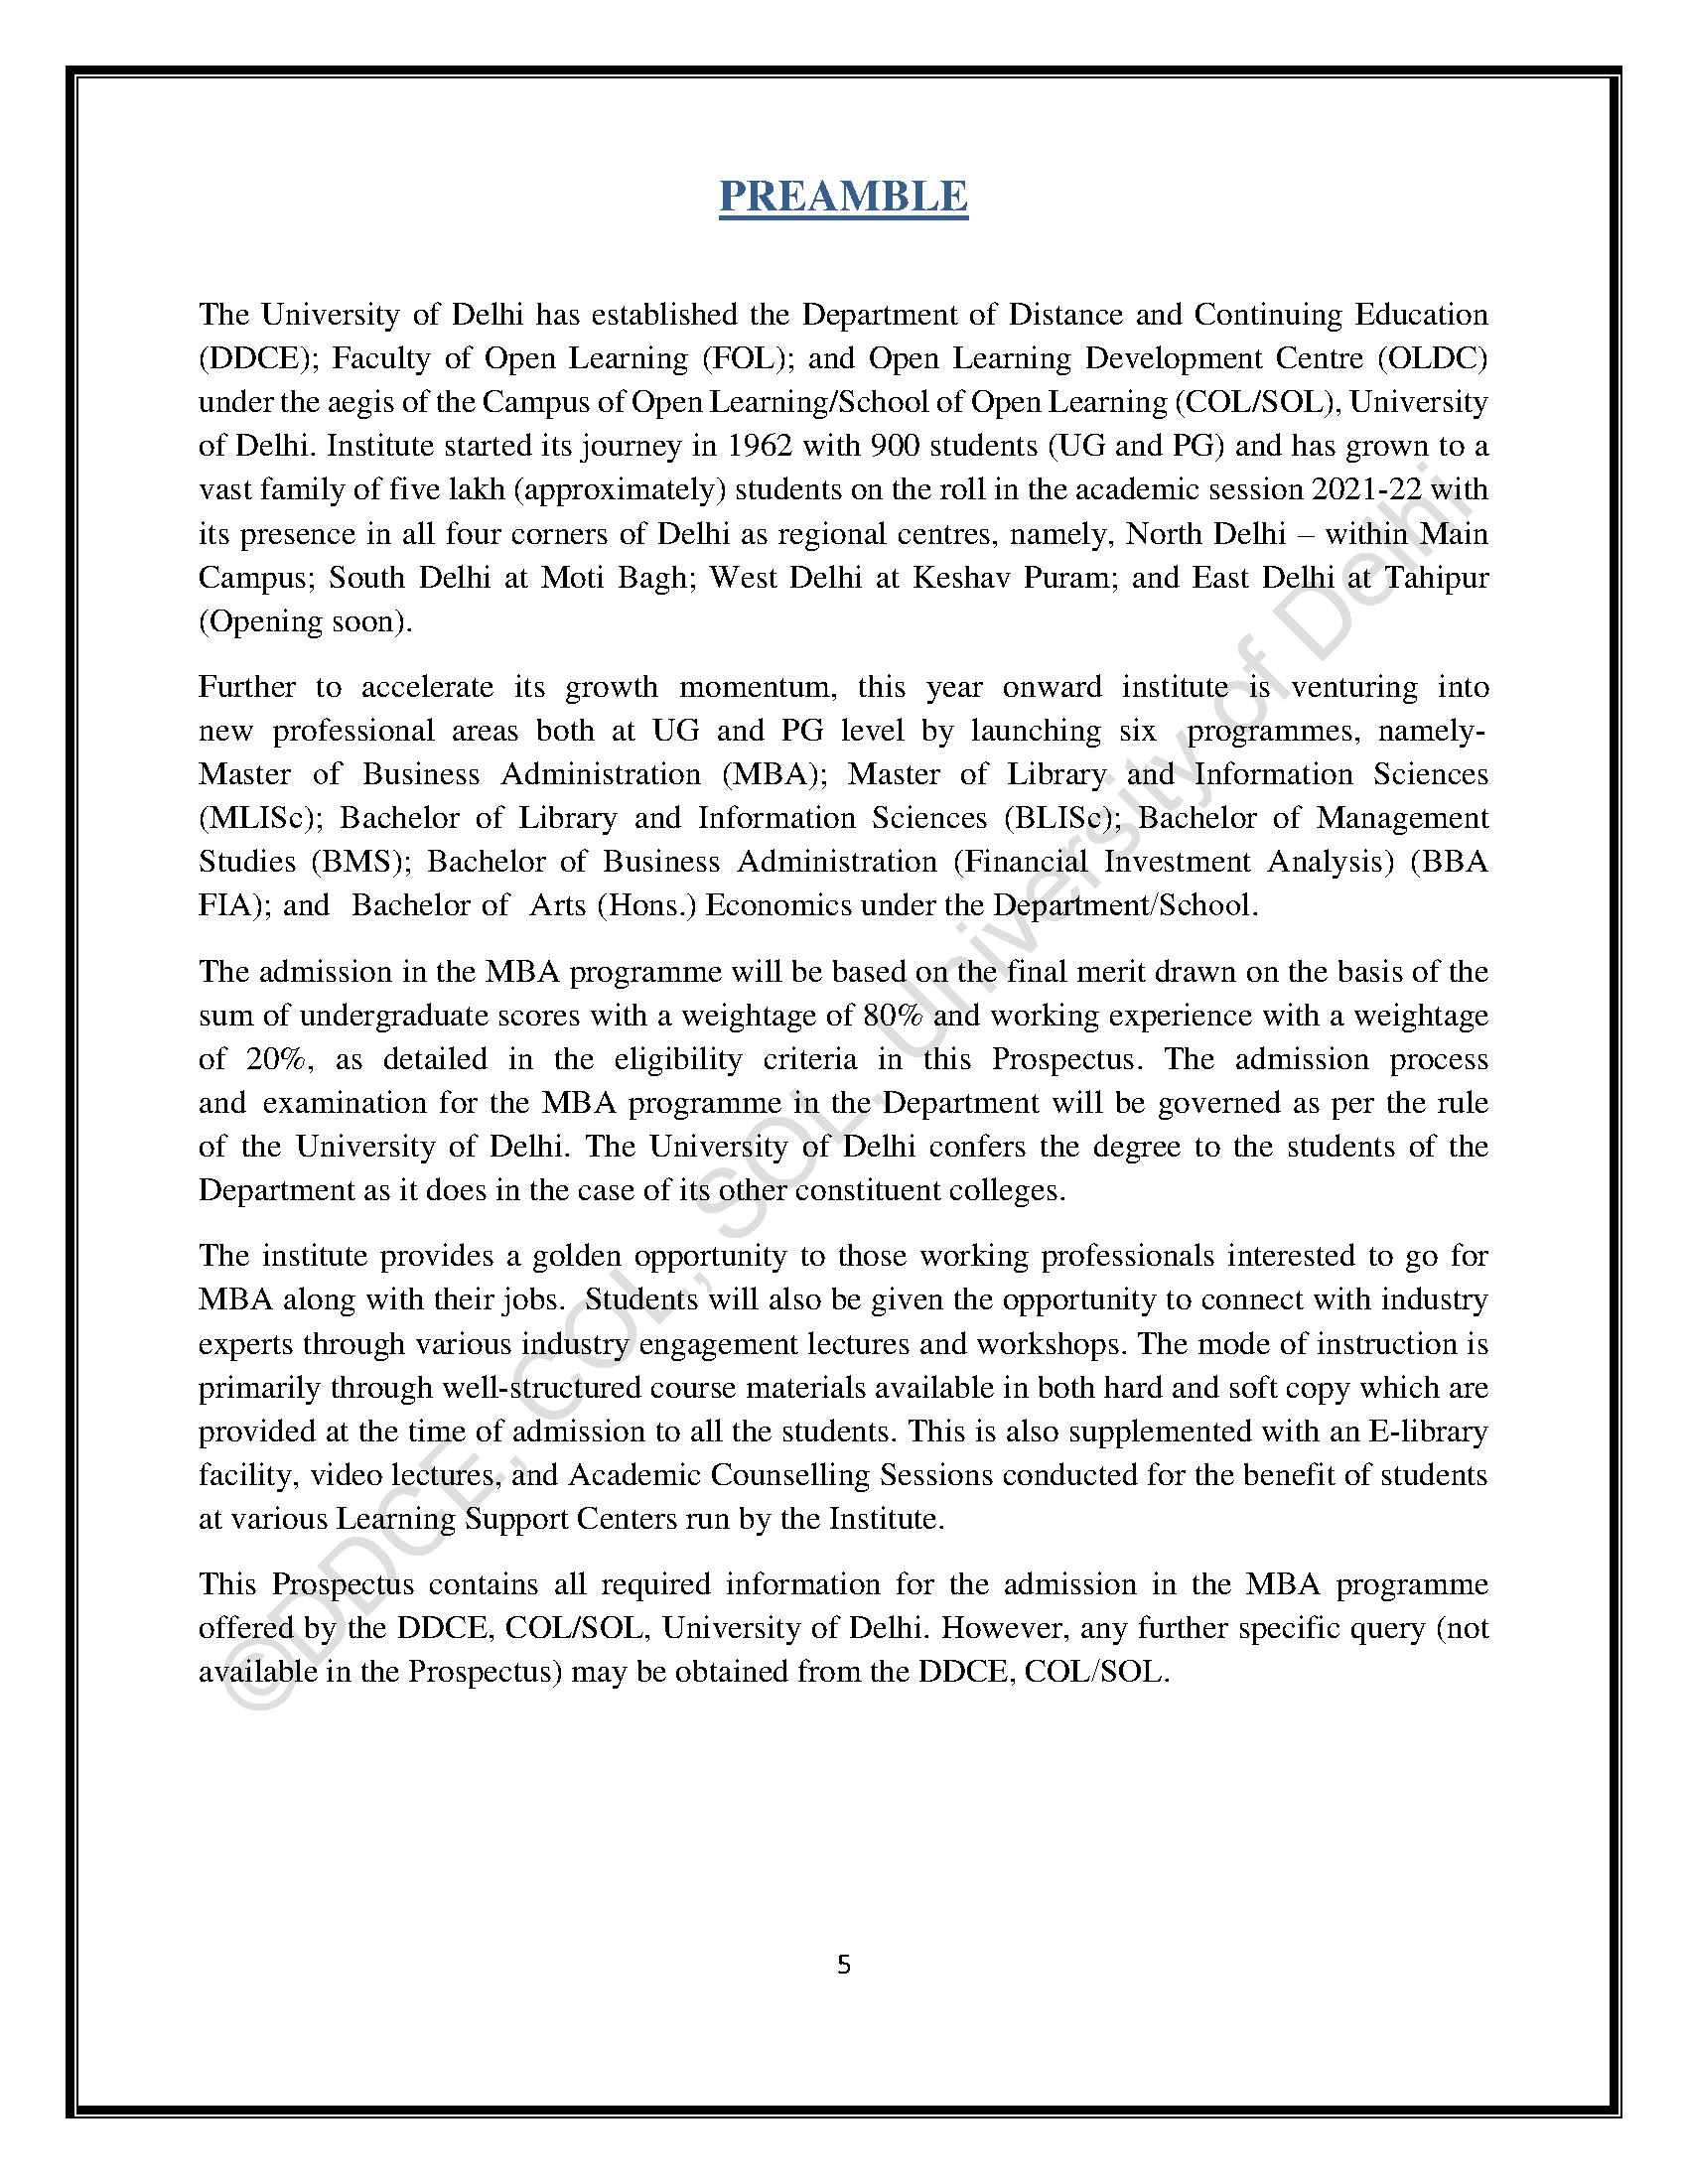 PREAMBLE
The University of Delhi has established the Department of Distance and Continuing Education
(DDCE); Faculty of Open Learning (FOL); and Open Learning Development Centre (OLDC)
under the aegis of the Campus of Open Learning/School of Open Learning (COL/SOL), University
of Delhi. Institute started its journey in 1962 with 900 students (UG and PG) and has grown to a
vast family of five lakh (approximately) students on the roll in the academic session 2021-22 with
its presence in all four corners of Delhi as regional centres, namely, North Delhi – within Main
Campus; South Delhi at Moti Bagh; West Delhi at Keshav Puram; and East Delhi at Tahipur
(Opening soon).
Further to accelerate its growth momentum, this year onward institute is venturing into
new professional areas both at UG and PG level by launching six programmes, namely-
Master of Business Administration (MBA); Master of Library and Information Sciences
(MLISc); Bachelor of Library and Information Sciences (BLISc); Bachelor of Management
Studies (BMS); Bachelor of Business Administration (Financial Investment Analysis) (BBA
FIA); and Bachelor of Arts (Hons.) Economics under the Department/School.
The admission in the MBA programme will be based on the final merit drawn on the basis of the
sum of undergraduate scores with a weightage of 80% and working experience with a weightage
of 20%, as detailed in the eligibility criteria in this Prospectus. The admission process
and examination for the MBA programme in the Department will be governed as per the rule
of the University of Delhi. The University of Delhi confers the degree to the students of the
Department as it does in the case of its other constituent colleges.
The institute provides a golden opportunity to those working professionals interested to go for
MBA along with their jobs. Students will also be given the opportunity to connect with industry
experts through various industry engagement lectures and workshops. The mode of instruction is
primarily through well-structured course materials available in both hard and soft copy which are
provided at the time of admission to all the students. This is also supplemented with an E-library
facility, video lectures, and Academic Counselling Sessions conducted for the benefit of students
at various Learning Support Centers run by the Institute.
This Prospectus contains all required information for the admission in the MBA programme
offered by the DDCE, COL/SOL, University of Delhi. However, any further specific query (not
available in the Prospectus) may be obtained from the DDCE, COL/SOL.
©DDCE, COL, SOL, University of Delhi
5